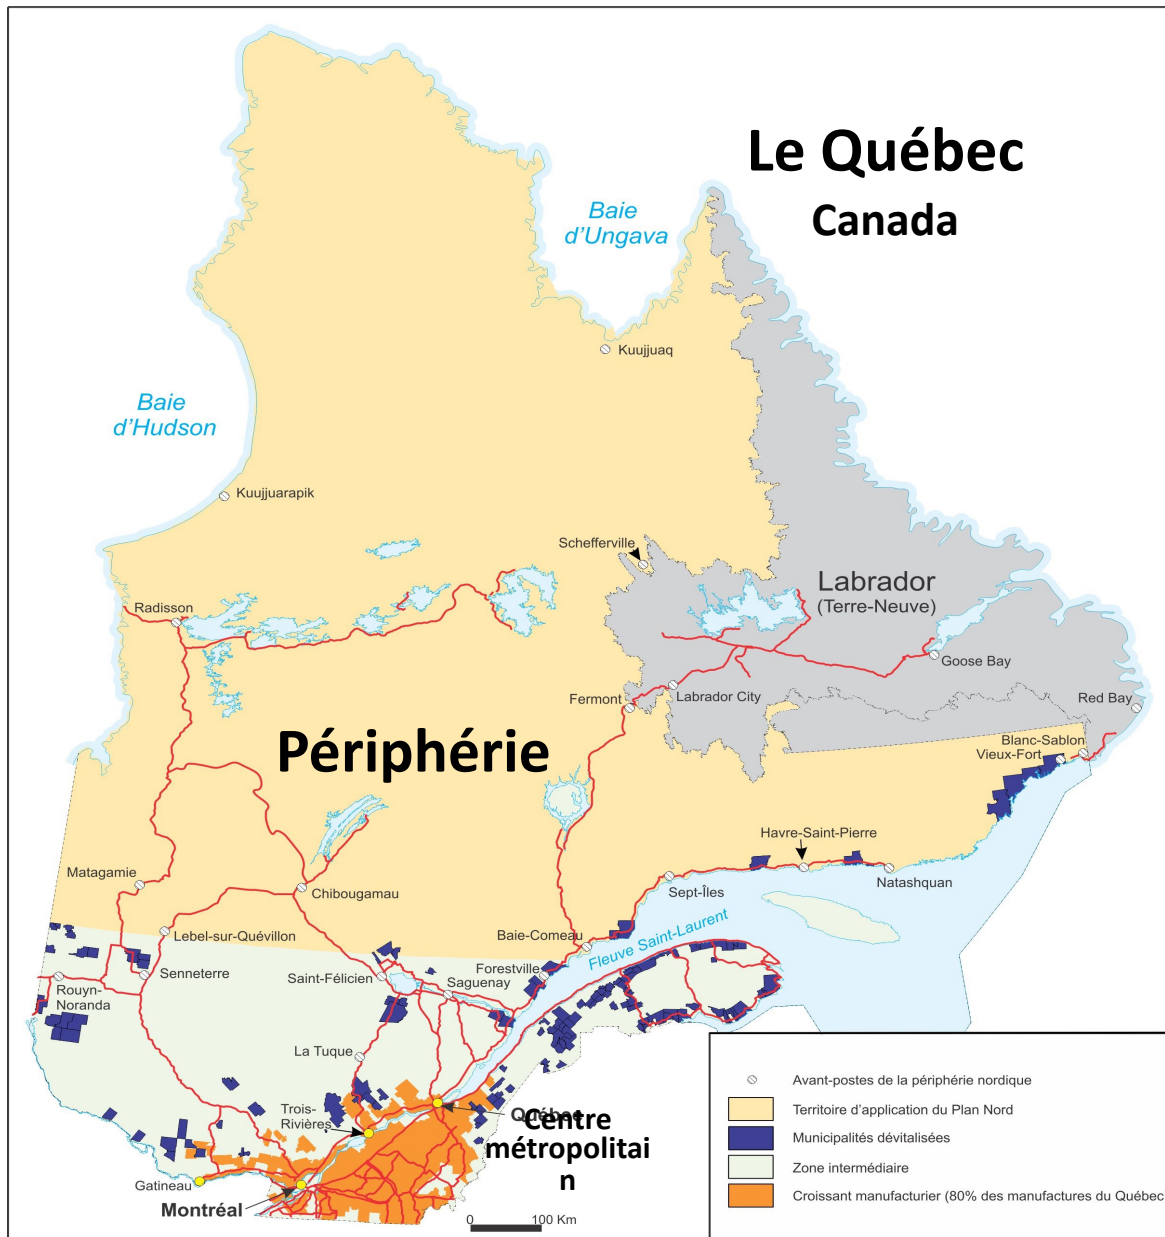 Le Québec
Canada
Baie
d'Ungava
Kuujjuaq
Baie
d'Hudson
Kuujjuarapik
Schefferville
Labrador
(Terre-Neuve)
Radisson
Goose Bay
Fermont
Labrador City
Red Bay
Périphérie
Blanc-Sablon
Vieux-Fort
Havre-Saint-Pierre
Matagamie
Chibougamau
Sept-Îles
Natashquan
Lebel-sur-Quévillon
Baie-Comeau
Fleuve Saint-Laurent
Senneterre
Saint-Félicien
Forestville
Saguenay
Rouyn-
Noranda
La Tuque
Trois-
Rivières
Québec
Centre
métropolitai
n
Gatineau
Montréal
0 100 Km
Avant-postes de la périphérie nordique
Territoire d'application du Plan Nord
Municipalités dévitalisées
Zone intermédiaire
Croissant manufacturier (80% des manufactures du Québec